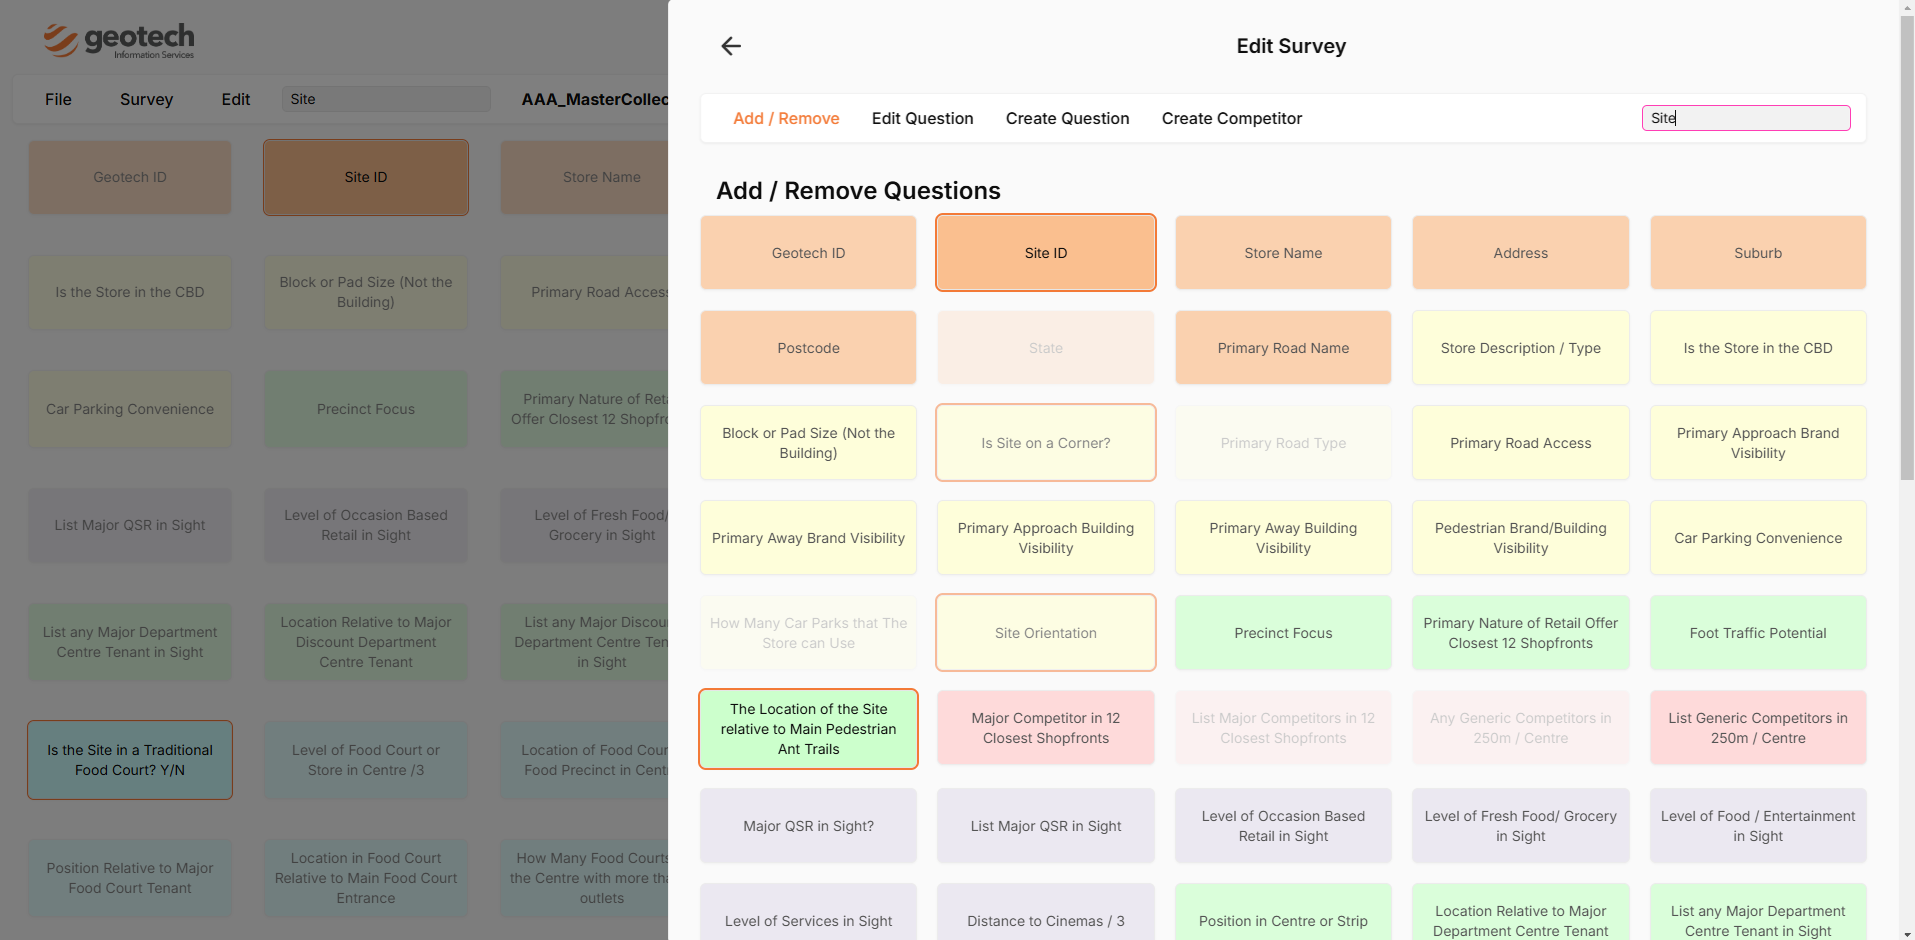 geotech
Information Services
File
Survey
Edit
Site
AAA_MasterCollec
Geotech ID
Site ID
Store Name
Is the Store in the CBD
Block or Pad Size (Not the
Building)
Primary Road Access
Car Parking Convenience
Precinct Focus
Primary Nature of Reta
Offer Closest 12 Shopfro
List Major QSR in Sight
Level of Occasion Based
Retail in Sight
Level of Fresh Food/
Grocery in Sight
List any Major Department
Centre Tenant in Sight
Location Relative to Major
Discount Department
Centre Tenant
List any Major Discou
Department Centre Ten
in Sight
Is the Site in a Traditional
Food Court? Y/N
Level of Food Court or
Store in Centre /3
Location of Food Cour
Food Precinct in Centr
Position Relative to Major
Food Court Tenant
Location in Food Court
Relative to Main Food Court
Entrance
How Many Food Courts
the Centre with more tha
outlets
Edit Survey
Add / Remove
Edit Question
Create Question
Create Competitor
Site
Add / Remove Questions
Geotech ID
Site ID
Store Name
Address
Suburb
Postcode
State
Primary Road Name
Store Description / Type
Is the Store in the CBD
Block or Pad Size (Not the
Building)
Is Site on a Corner?
Primary Road Type
Primary Road Access
Primary Approach Brand
Visibility
Primary Away Brand Visibility
Primary Approach Building
Visibility
Primary Away Building
Visibility
Pedestrian Brand/Building
Visibility
Car Parking Convenience
How Many Car Parks that The
Store can Use
Site Orientation
Precinct Focus
Primary Nature of Retail Offer
Closest 12 Shopfronts
Foot Traffic Potential
The Location of the Site
relative to Main Pedestrian
Ant Trails
Major Competitor in 12
Closest Shopfronts
List Major Competitors in 12
Closest Shopfronts
Any Generic Competitors in
250m / Centre
List Generic Competitors in
250m / Centre
Major QSR in Sight?
List Major QSR in Sight
Level of Occasion Based
Retail in Sight
Level of Fresh Food/ Grocery
in Sight
Level of Food / Entertainment
in Sight
Level of Services in Sight
Distance to Cinemas / 3
Position in Centre or Strip
Location Relative to Major
Department Centre Tenant
List any Major Department
Centre Tenant in Sight